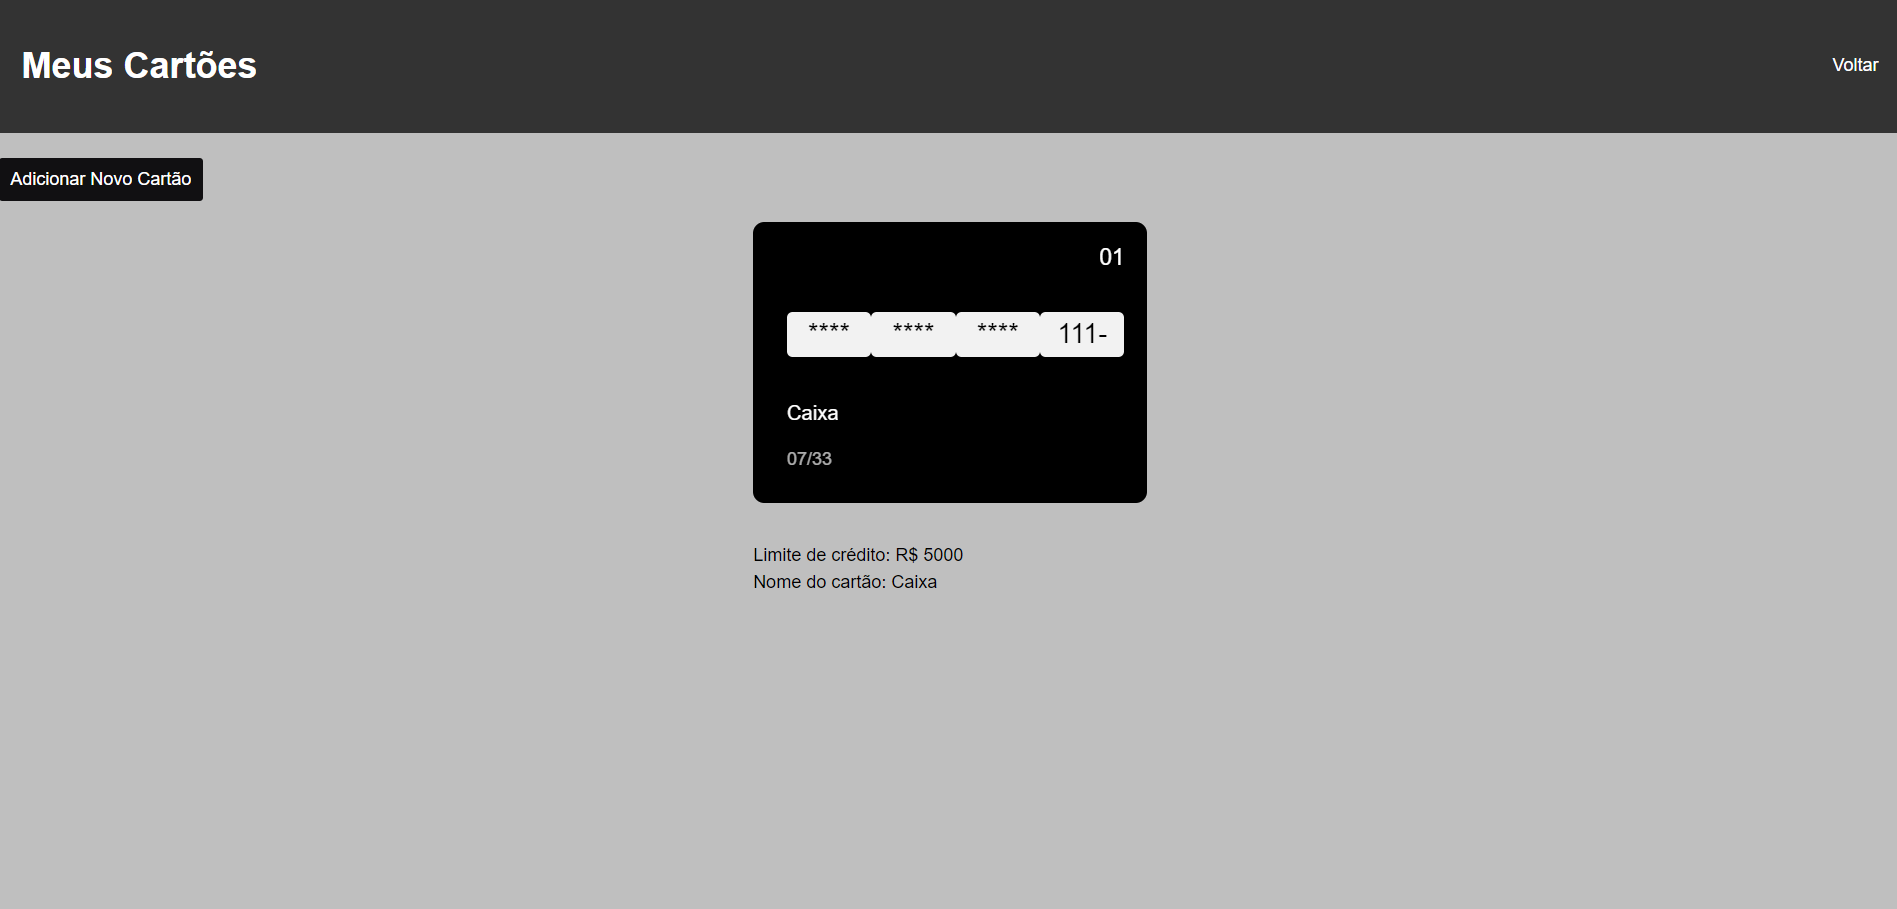 Meus Cartões
Voltar
Adicionar Novo Cartão
01
**** **** **** 111-
Caixa
07/33
Limite de crédito: R$ 5000
Nome do cartão: Caixa